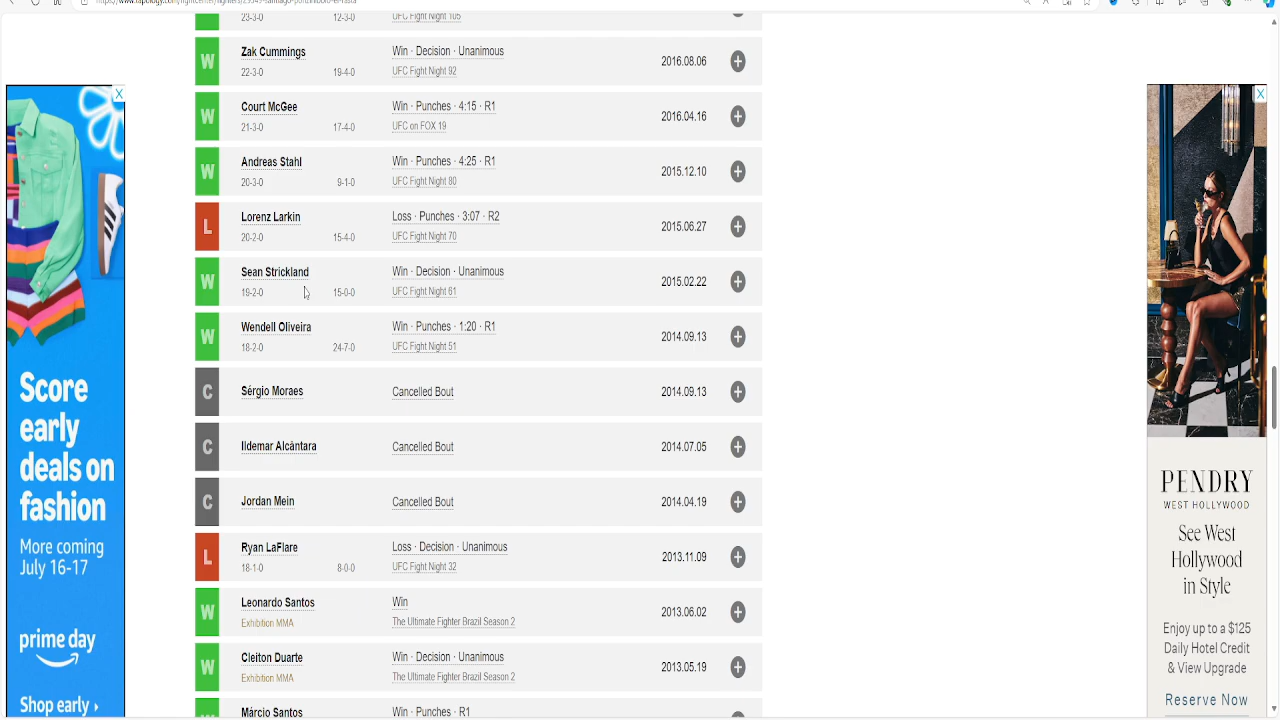 23-3-0 12-3-0 UFC Fight Night 105
W Zak Cummings Win · Decision · Unanimous 2016.08.06
22-3-0 19-4-0 UFC Fight Night 92
W Court McGee Win · Punches · 4:15 · R1 2016.04.16
21-3-0 17-4-0 UFC on FOX 19
W Andreas Stahl Win · Punches · 4:25 · R1 2015.12.10
20-3-0 9-1-0 UFC Fight Night 80
L Lorenz Larkin Loss · Punches · 3:07 · R2 2015.06.27
20-2-0 15-4-0 UFC Fight Night 70
W Sean Strickland Win · Decision · Unanimous 2015.02.22
19-2-0 15-0-0 UFC Fight Night 61
W Wendell Oliveira Win · Punches · 1:20 · R1 2014.09.13
18-2-0 24-7-0 UFC Fight Night 51
C Sérgio Moraes Cancelled Bout 2014.09.13
C Ildemar Alcântara Cancelled Bout 2014.07.05
C Jordan Mein Cancelled Bout 2014.04.19
L Ryan LaFlare Loss · Decision · Unanimous 2013.11.09
18-1-0 8-0-0 UFC Fight Night 32
W Leonardo Santos Win 2013.06.02
Exhibition MMA The Ultimate Fighter Brazil Season 2
W Cleiton Duarte Win · Decision · Unanimous 2013.05.19
Exhibition MMA The Ultimate Fighter Brazil Season 2
Márcio Santos Win · Punches · R1
X
Score
early
deals on
fashion
More coming
July 16-17
prime day
Shop early
X
PENDRY
WEST HOLLYWOOD
See West
Hollywood
in Style
Enjoy up to a $125
Daily Hotel Credit
& View Upgrade
Reserve Now